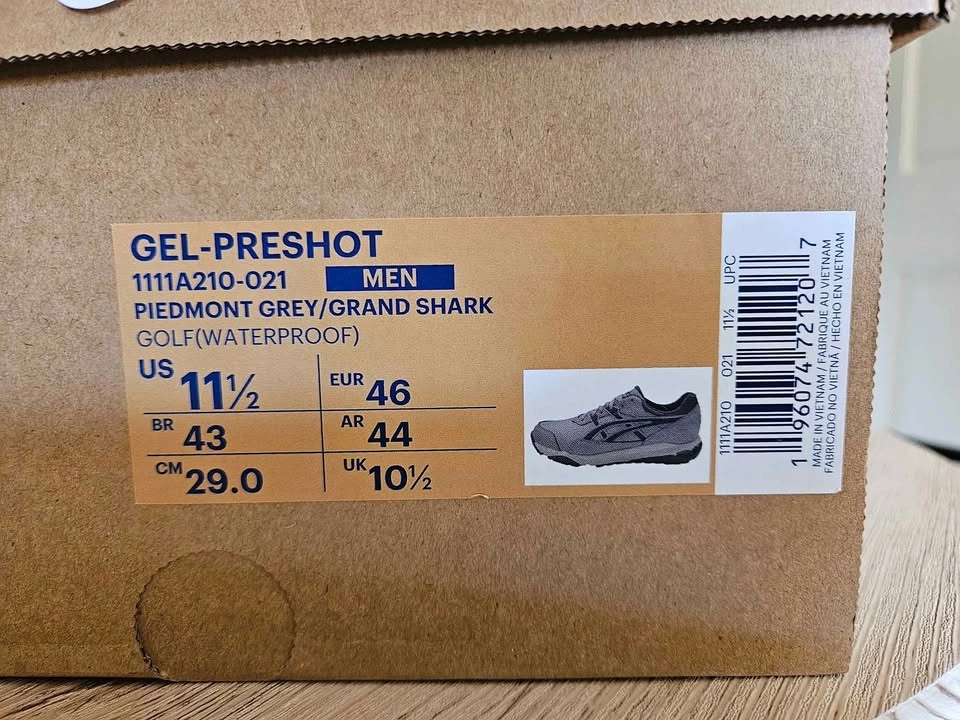 GEL-PRESHOT
1111A210-021 MEN
PIEDMONT GREY/GRAND SHARK
GOLF(WATERPROOF)
US 11½ EUR 46
BR 43 AR 44
CM 29.0 UK 10½
1111A210 021 11½ UPC
1 96074 72120 7
MADE IN VIETNAM / FABRIQUE AU VIETNAM
FABRICADO NO VIETNÃ / HECHO EN VIETNAM